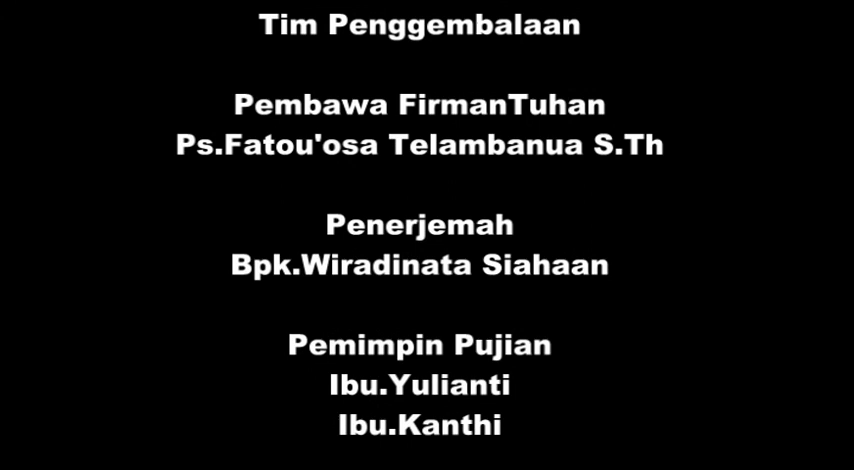 Tim Penggembalaan
Pembawa FirmanTuhan
Ps.Fatou'osa Telambanua S.Th
Penerjemah
Bpk.Wiradinata Siahaan
Pemimpin Pujian
Ibu.Yulianti
Ibu.Kanthi